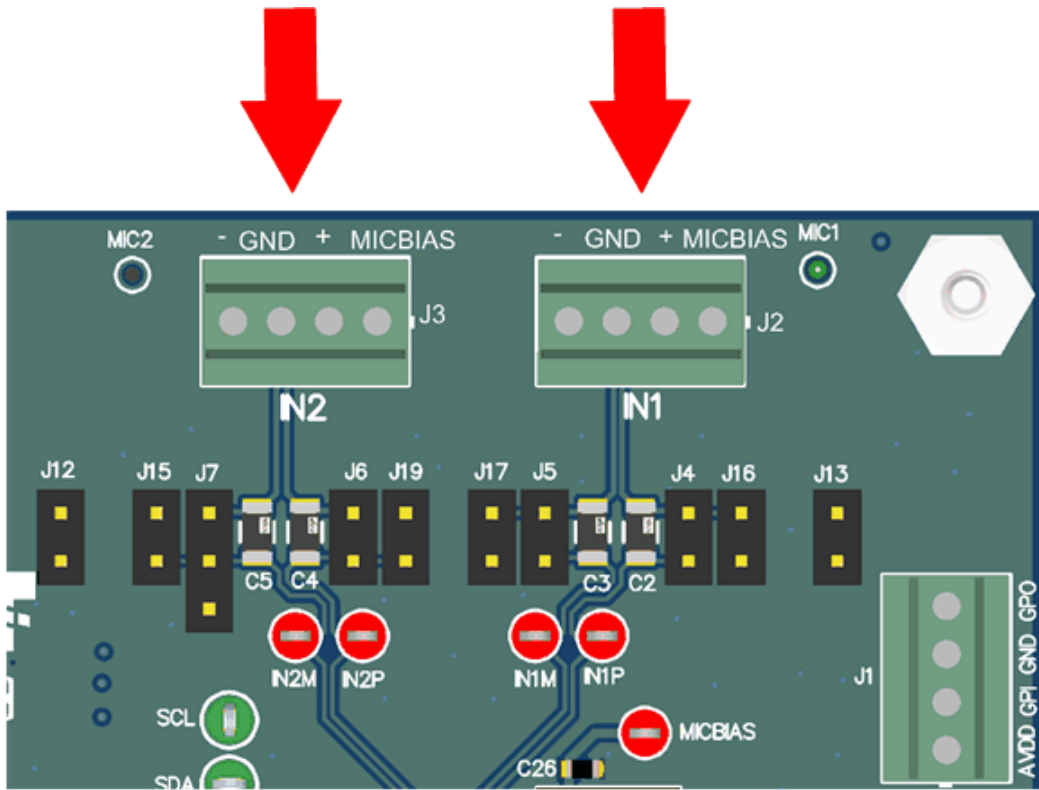 MIC2 - GND + MICBIAS - GND + MICBIAS MIC1
J3 J2
IN2 IN1
J12 J15 J7 J6 J19 J17 J5 J4 J16 J13
C5 C4 C3 C2
IN2M IN2P IN1M IN1P
J1
AVDD GPI GND GPO
SCL MICBIAS
C26
SDA